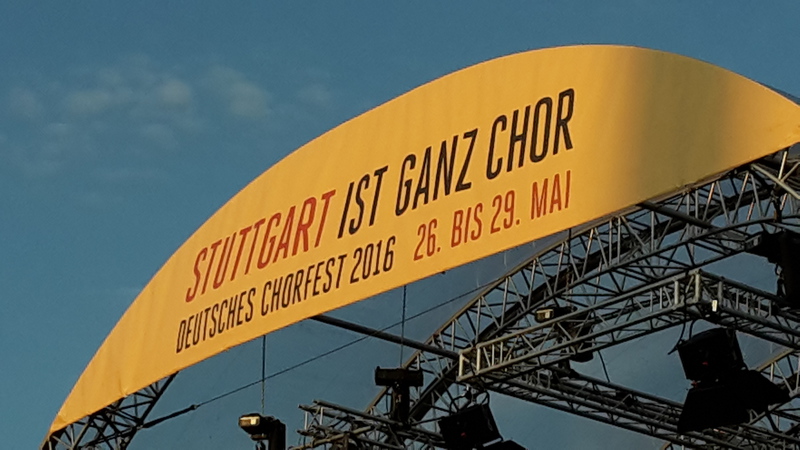 STUTTGART IST GANZ CHOR
DEUTSCHES CHORFEST 2016 26. BIS 29. MAI